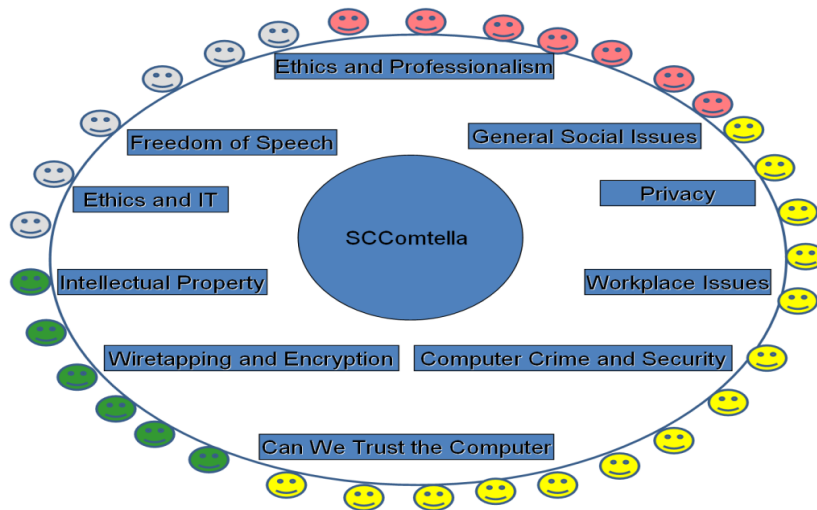 Ethics and Professionalism
Freedom of Speech
General Social Issues
Ethics and IT
Privacy
SCComtella
Intellectual Property
Workplace Issues
Wiretapping and Encryption
Computer Crime and Security
Can We Trust the Computer